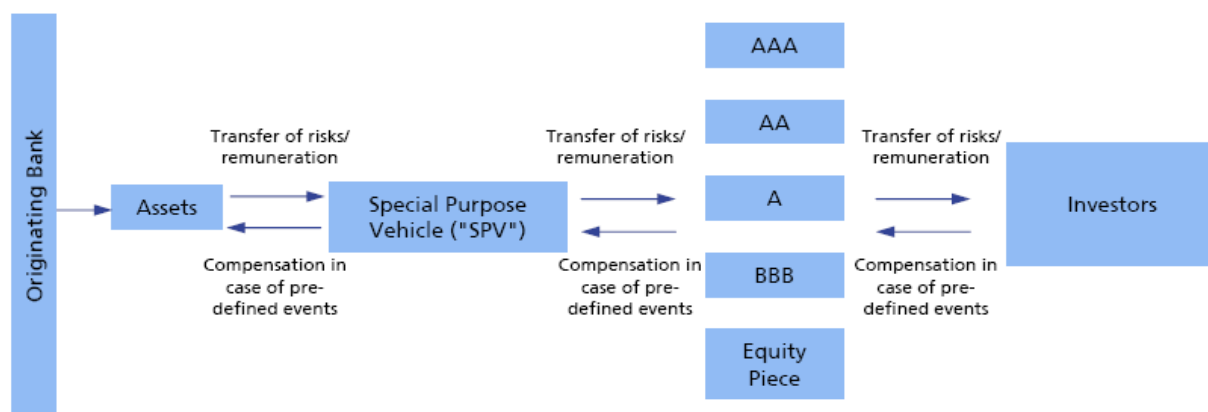 Originating Bank
Assets
Transfer of risks/
remuneration
Compensation in
case of pre-
defined events
Special Purpose
Vehicle ("SPV")
Transfer of risks/
remuneration
Compensation in
case of pre-
defined events
AAA
AA
A
BBB
Equity
Piece
Transfer of risks/
remuneration
Compensation in
case of pre-
defined events
Investors